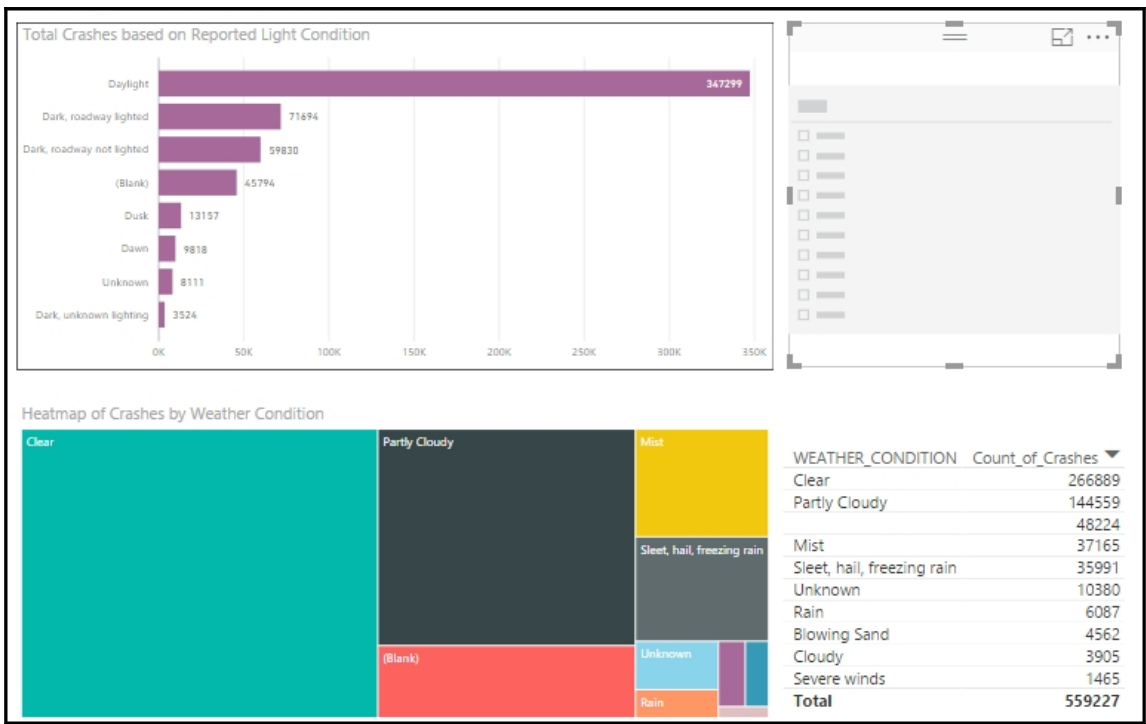 Total Crashes based on Reported Light Condition
Daylight 347299
Dark, roadway lighted 71694
Dark, roadway not lighted 59830
(Blank) 45794
Dusk 13157
Dawn 9818
Unknown 8111
Dark, unknown lighting 3524
0K 50K 100K 150K 200K 250K 300K 350K
Heatmap of Crashes by Weather Condition
Clear
Partly Cloudy
(Blank)
Mist
Sleet, hail, freezing rain
Unknown
Rain
WEATHER_CONDITION Count_of_Crashes
Clear 266889
Partly Cloudy 144559
48224
Mist 37165
Sleet, hail, freezing rain 35991
Unknown 10380
Rain 6087
Blowing Sand 4562
Cloudy 3905
Severe winds 1465
Total 559227